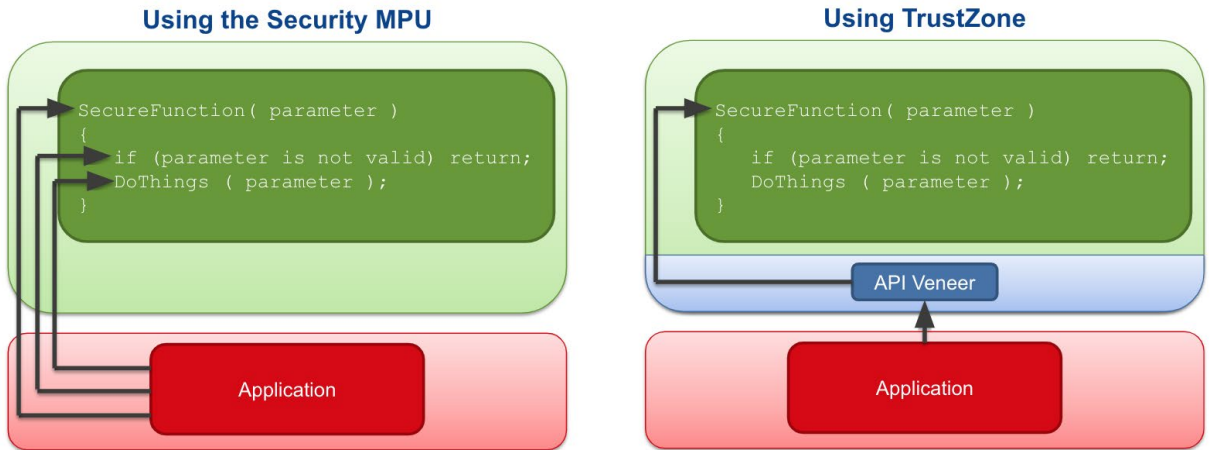 Using the Security MPU
SecureFunction( parameter )
{
if (parameter is not valid) return;
DoThings ( parameter );
}
Application
Using TrustZone
SecureFunction( parameter )
{
if (parameter is not valid) return;
DoThings ( parameter );
}
API Veneer
Application